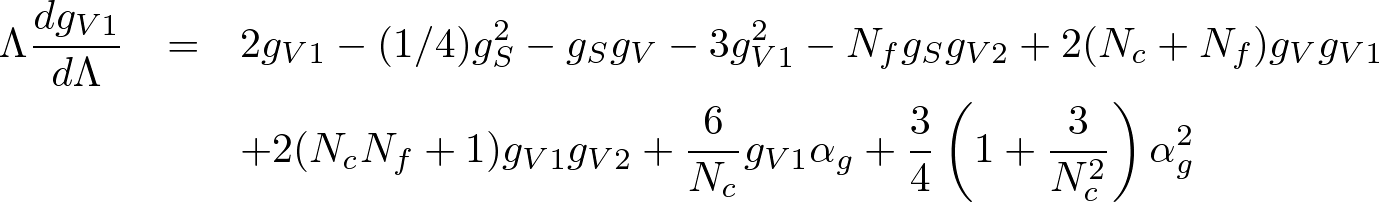 Λ dg_{V1}/dΛ = 2g_{V1} − (1/4)g_S^2 − g_S g_V − 3g_{V1}^2 − N_f g_S g_{V2} + 2(N_c + N_f)g_V g_{V1}
+2(N_c N_f + 1)g_{V1} g_{V2} + 6/N_c g_{V1} α_g + 3/4 (1 + 3/N_c^2) α_g^2